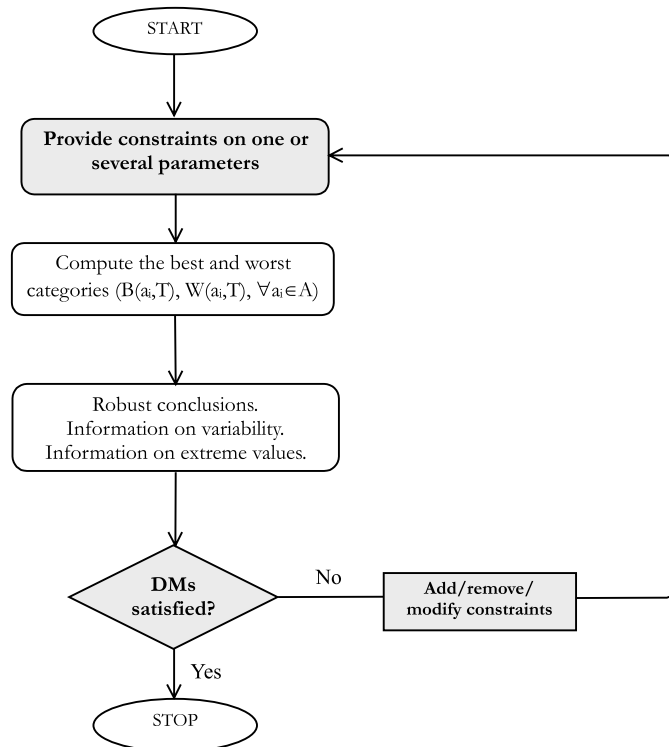 START
Provide constraints on one or
several parameters
Compute the best and worst
categories (B(aᵢ,T), W(aᵢ,T), ∀aᵢ∈A)
Robust conclusions.
Information on variability.
Information on extreme values.
DMs
satisfied?
No
Add/remove/
modify constraints
Yes
STOP